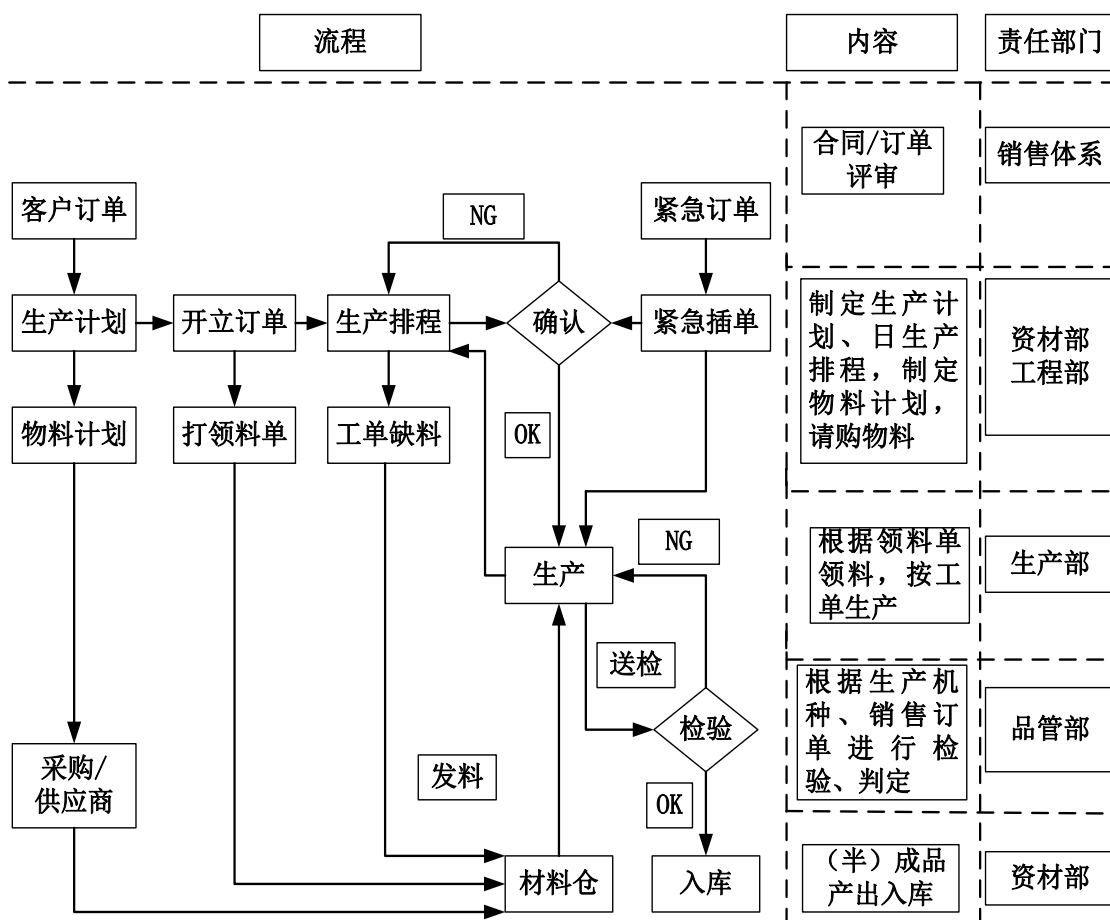 流程
内容
责任部门
合同/订单
评审
销售体系
客户订单
NG
紧急订单
生产计划
开立订单
生产排程
确认
紧急插单
制定生产计
划、日生产
排程，制定
物料计划，
请购物料
资材部
工程部
物料计划
打领料单
工单缺料
OK
NG
生产
根据领料单
领料，按工
单生产
生产部
送检
检验
根据生产机
种、销售订
单进行检
验、判定
品管部
采购/
供应商
发料
OK
材料仓
入库
（半）成品
产出入库
资材部